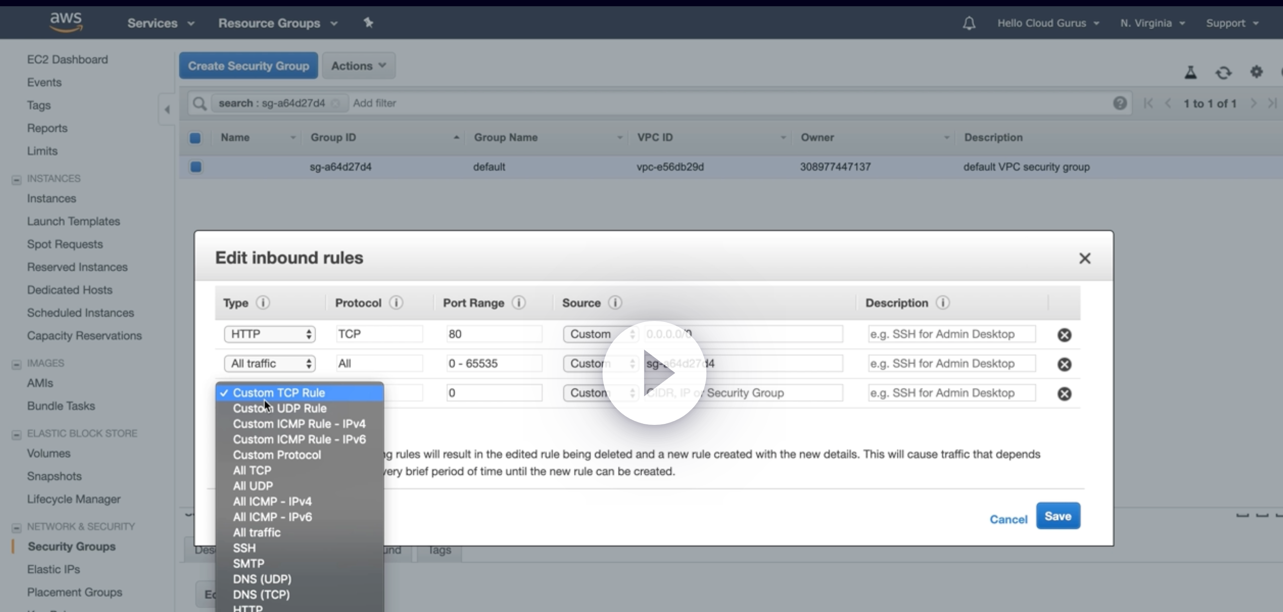 aws Services Resource Groups Hello Cloud Gurus N. Virginia Support
EC2 Dashboard
Events
Tags
Reports
Limits
INSTANCES
Instances
Launch Templates
Spot Requests
Reserved Instances
Dedicated Hosts
Scheduled Instances
Capacity Reservations
IMAGES
AMIs
Bundle Tasks
ELASTIC BLOCK STORE
Volumes
Snapshots
Lifecycle Manager
NETWORK & SECURITY
Security Groups
Elastic IPs
Placement Groups
Create Security Group Actions
search : sg-a64d27d4 Add filter 1 to 1 of 1
Name Group ID Group Name VPC ID Owner Description
sg-a64d27d4 default vpc-e56db29d 308977447137 default VPC security group
Edit inbound rules
Type Protocol Port Range Source Description
HTTP TCP 80 Custom 0.0.0.0/0 e.g. SSH for Admin Desktop
All traffic All 0 - 65535 Custom sg-a64d27d4 e.g. SSH for Admin Desktop
Custom TCP Rule 0 Custom CIDR, IP or Security Group e.g. SSH for Admin Desktop
Custom UDP Rule
Custom ICMP Rule - IPv4
Custom ICMP Rule - IPv6
Custom Protocol
All TCP
All UDP
All ICMP - IPv4
All ICMP - IPv6
All traffic
SSH
SMTP
DNS (UDP)
DNS (TCP)
HTTP
rules will result in the edited rule being deleted and a new rule created with the new details. This will cause traffic that depends
very brief period of time until the new rule can be created.
Cancel Save
Tags